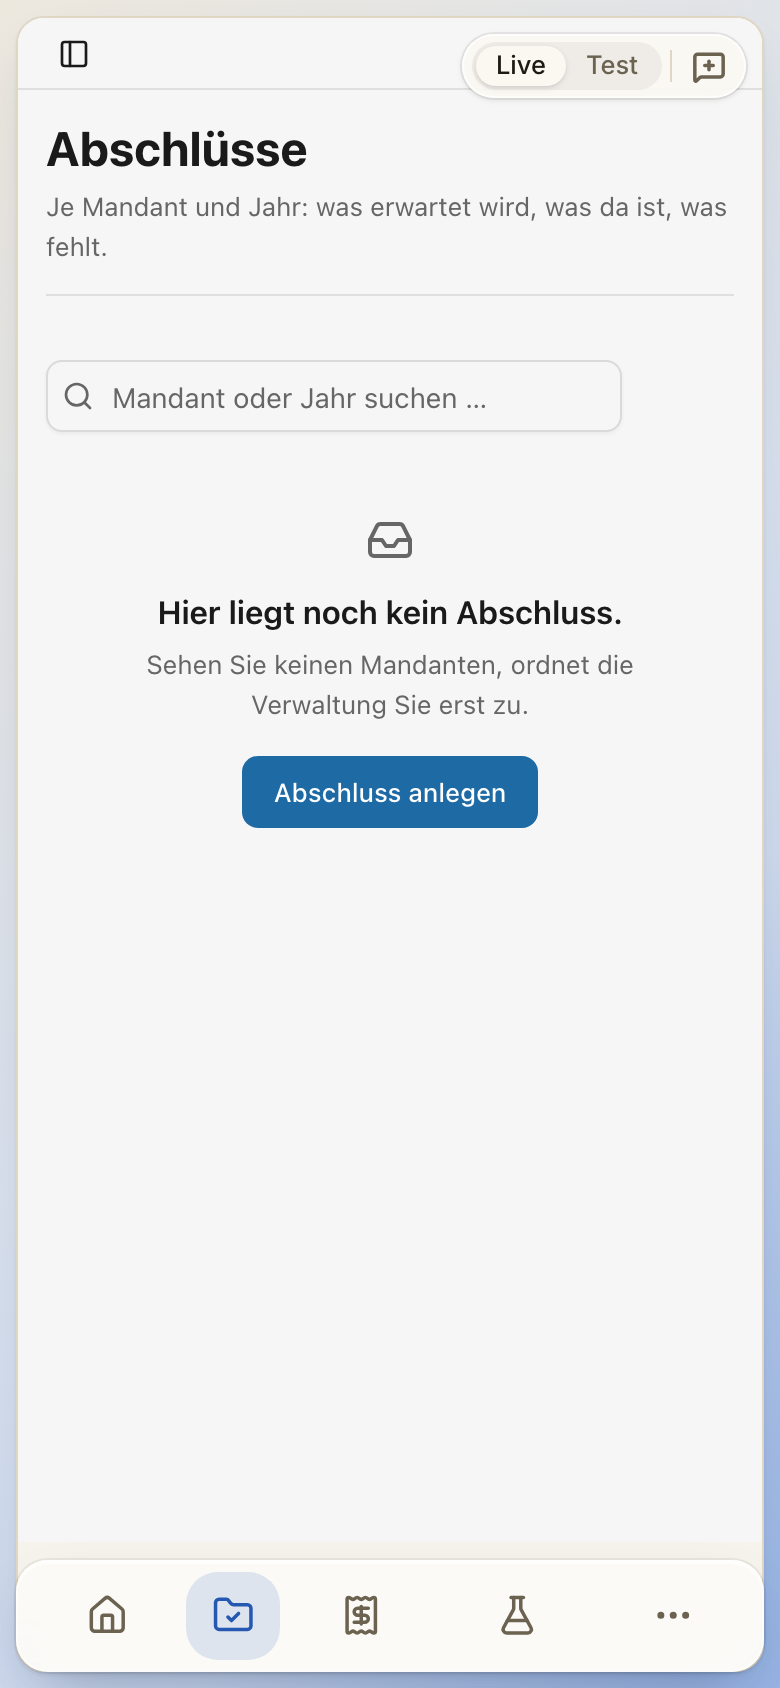 Live Test
Abschlüsse
Je Mandant und Jahr: was erwartet wird, was da ist, was
fehlt.
Mandant oder Jahr suchen ...
Hier liegt noch kein Abschluss.
Sehen Sie keinen Mandanten, ordnet die
Verwaltung Sie erst zu.
Abschluss anlegen